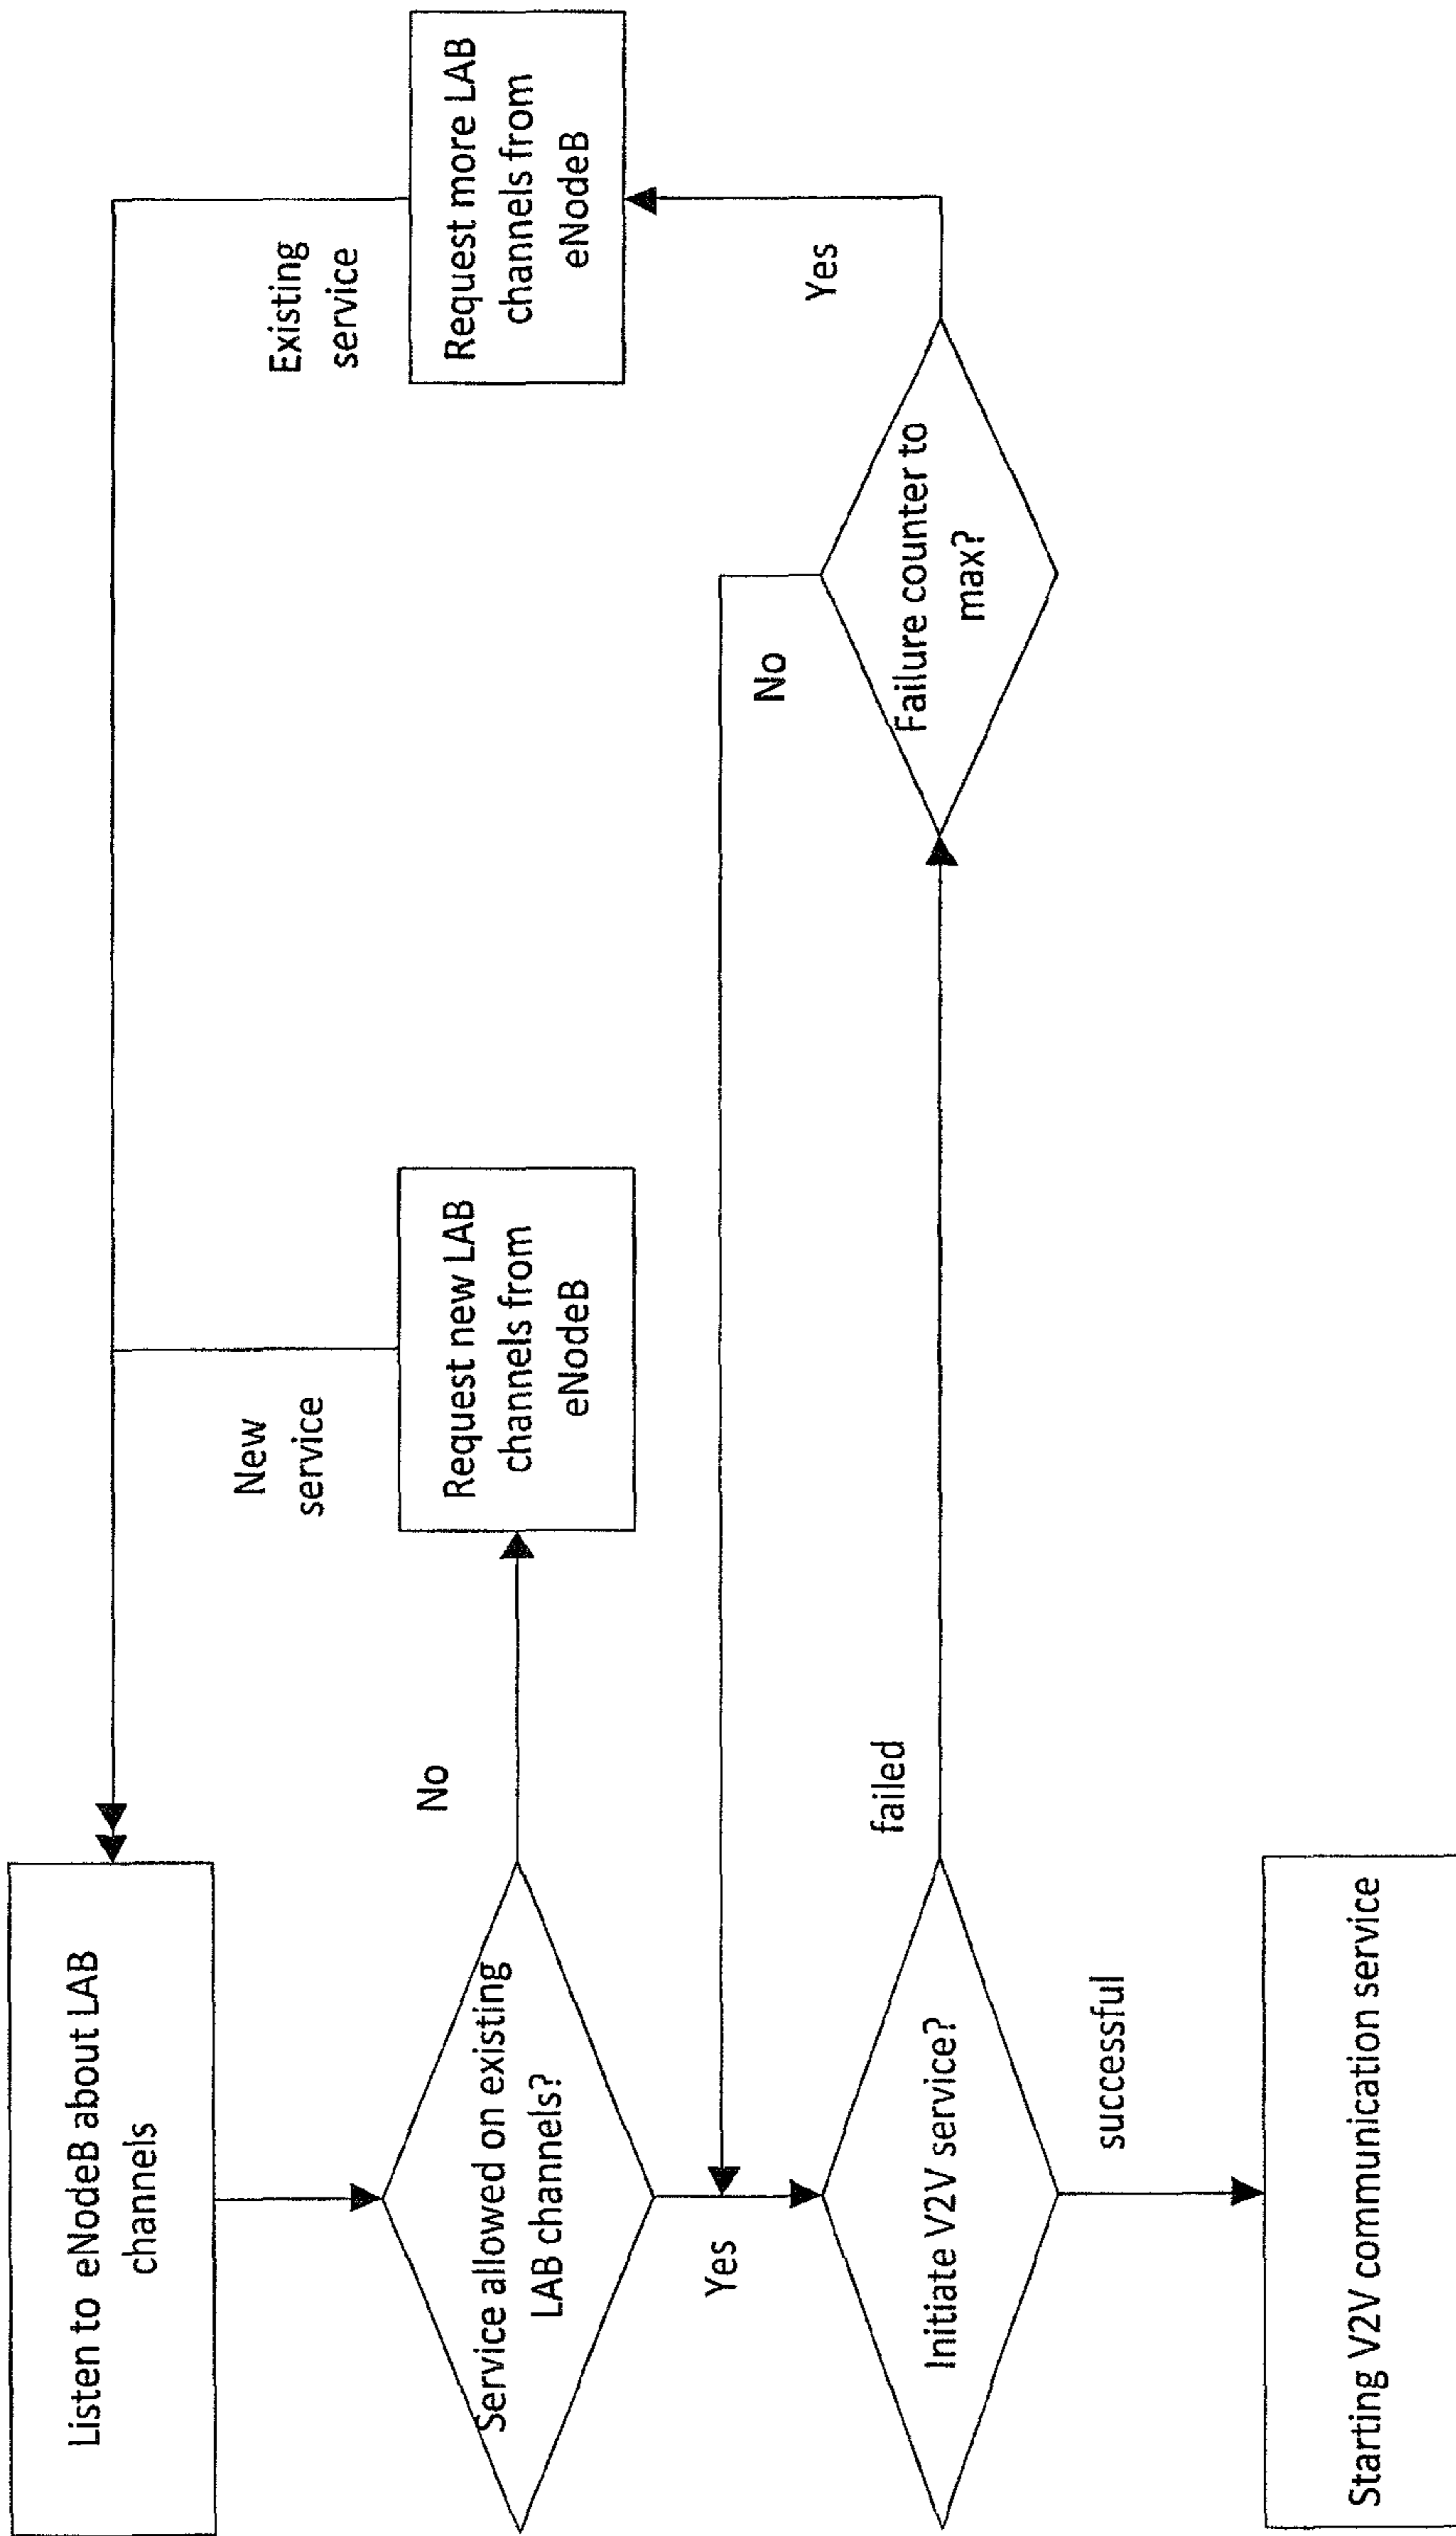 Listen to eNodeB about LAB
channels
Service allowed on existing
LAB channels?
No
Request new LAB
channels from
eNodeB
New
service
Existing
service
Request more LAB
channels from
eNodeB
Yes
Initiate V2V service?
failed
No
Failure counter to
max?
Yes
successful
Starting V2V communication service